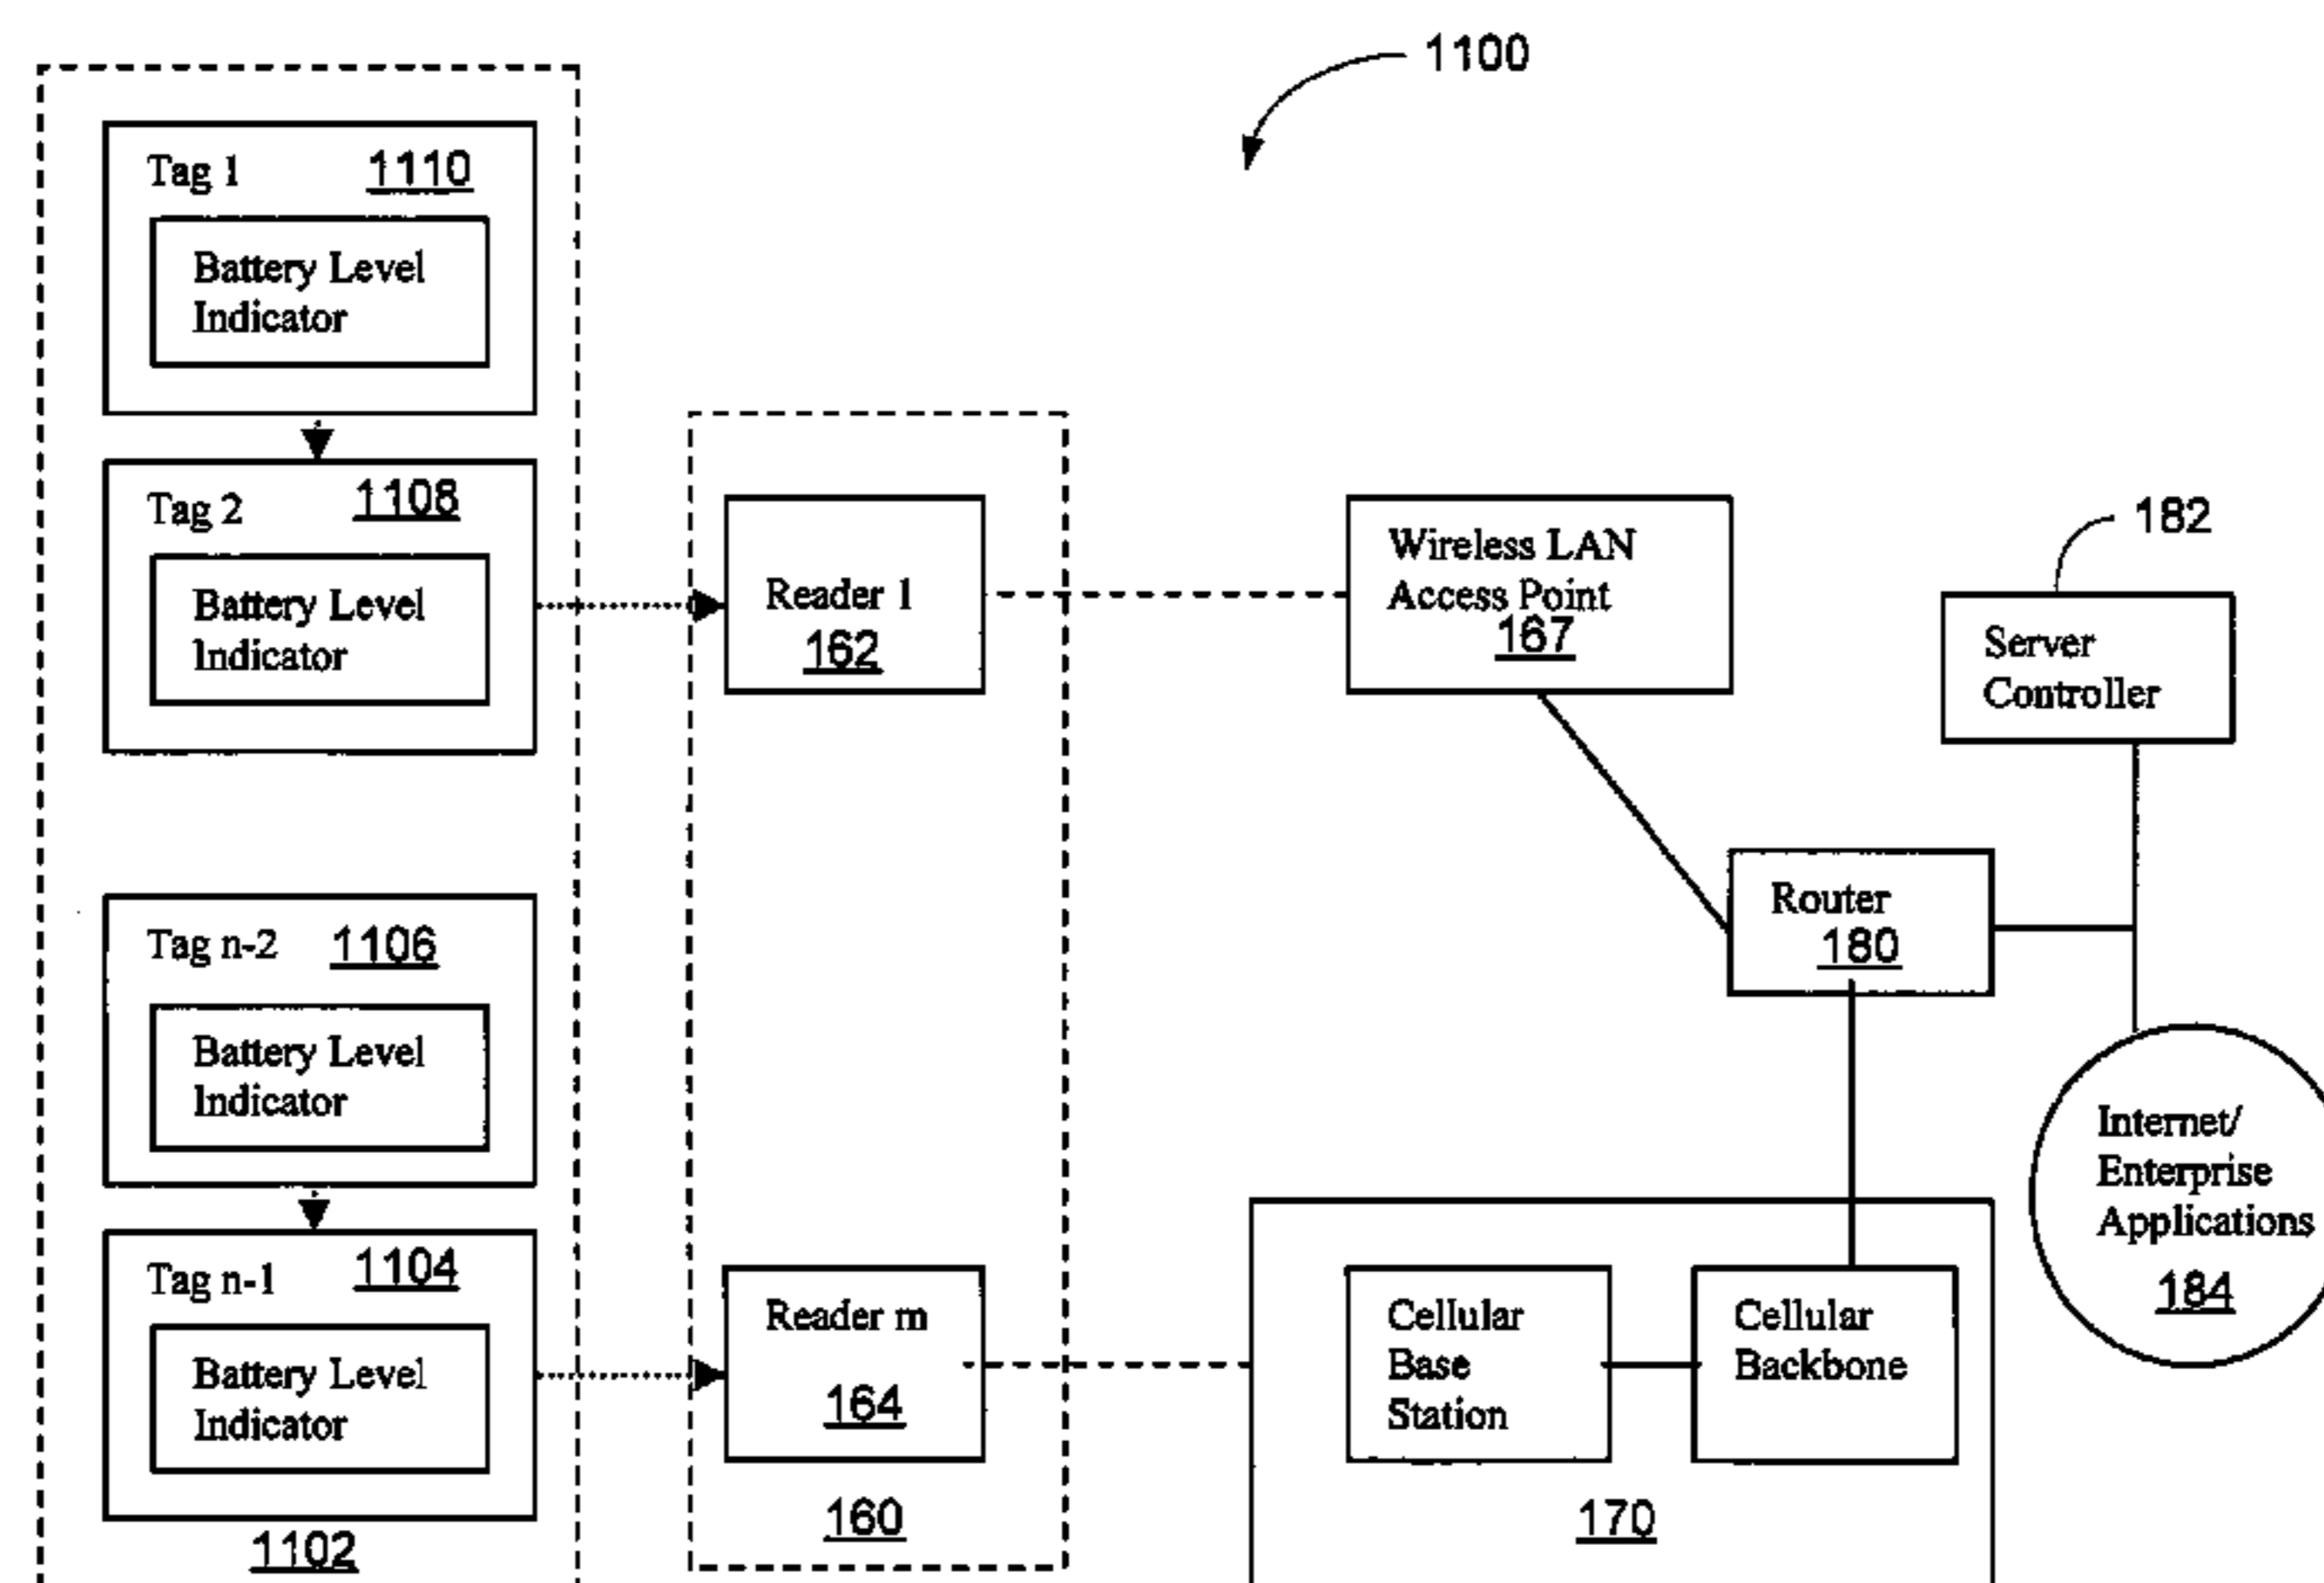 1100
Tag 1 1110
Battery Level
Indicator
Tag 2 1108
Battery Level
Indicator
Reader 1
162
Wireless LAN
Access Point
167
182
Server
Controller
Router
180
Tag n-2 1106
Battery Level
Indicator
Tag n-1 1104
Battery Level
Indicator
1102
Reader m
164
160
Cellular
Base
Station
Cellular
Backbone
170
Internet/
Enterprise
Applications
184